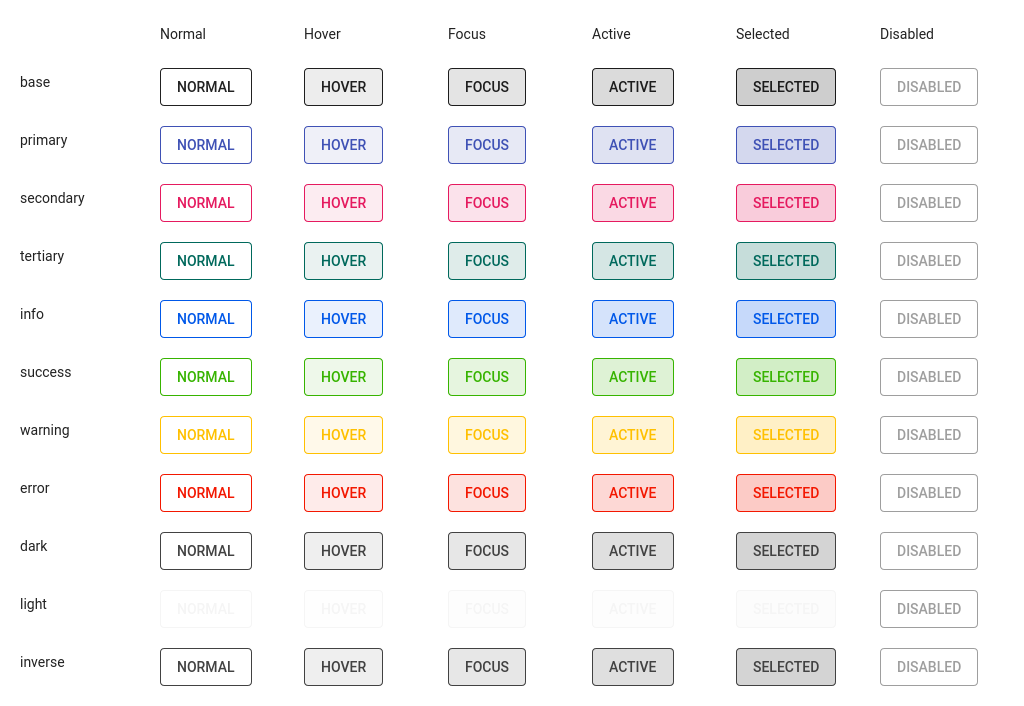 Normal Hover Focus Active Selected Disabled
base NORMAL HOVER FOCUS ACTIVE SELECTED DISABLED
primary NORMAL HOVER FOCUS ACTIVE SELECTED DISABLED
secondary NORMAL HOVER FOCUS ACTIVE SELECTED DISABLED
tertiary NORMAL HOVER FOCUS ACTIVE SELECTED DISABLED
info NORMAL HOVER FOCUS ACTIVE SELECTED DISABLED
success NORMAL HOVER FOCUS ACTIVE SELECTED DISABLED
warning NORMAL HOVER FOCUS ACTIVE SELECTED DISABLED
error NORMAL HOVER FOCUS ACTIVE SELECTED DISABLED
dark NORMAL HOVER FOCUS ACTIVE SELECTED DISABLED
light NORMAL HOVER FOCUS ACTIVE SELECTED DISABLED
inverse NORMAL HOVER FOCUS ACTIVE SELECTED DISABLED